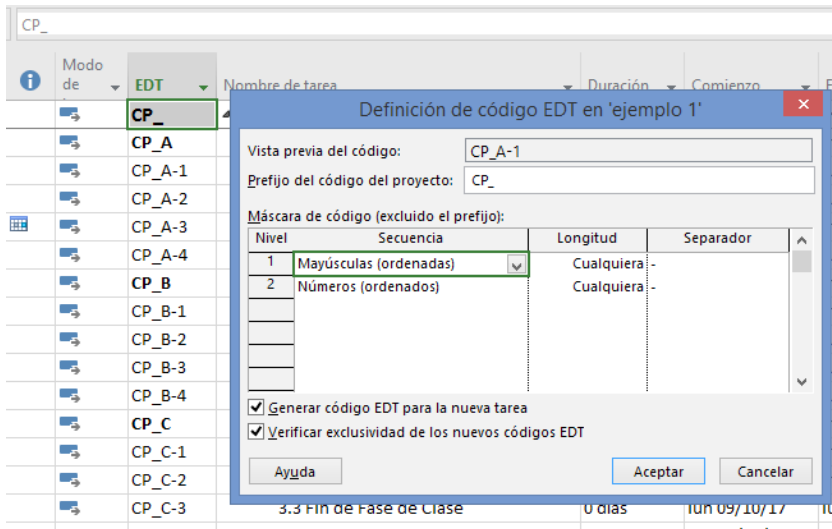 CP_
Modo
de
EDT
Nombre de tarea
Duración
Comienzo
CP_
CP_A
CP_A-1
CP_A-2
CP_A-3
CP_A-4
CP_B
CP_B-1
CP_B-2
CP_B-3
CP_B-4
CP_C
CP_C-1
CP_C-2
CP_C-3
Definición de código EDT en 'ejemplo 1'
Vista previa del código: CP_A-1
Prefijo del código del proyecto: CP_
Máscara de código (excluido el prefijo):
Nivel Secuencia Longitud Separador
1 Mayúsculas (ordenadas) Cualquiera -
2 Números (ordenados) Cualquiera -
Generar código EDT para la nueva tarea
Verificar exclusividad de los nuevos códigos EDT
Ayuda Aceptar Cancelar
3.3 Fin de Fase de Clase 0 días lun 09/10/17